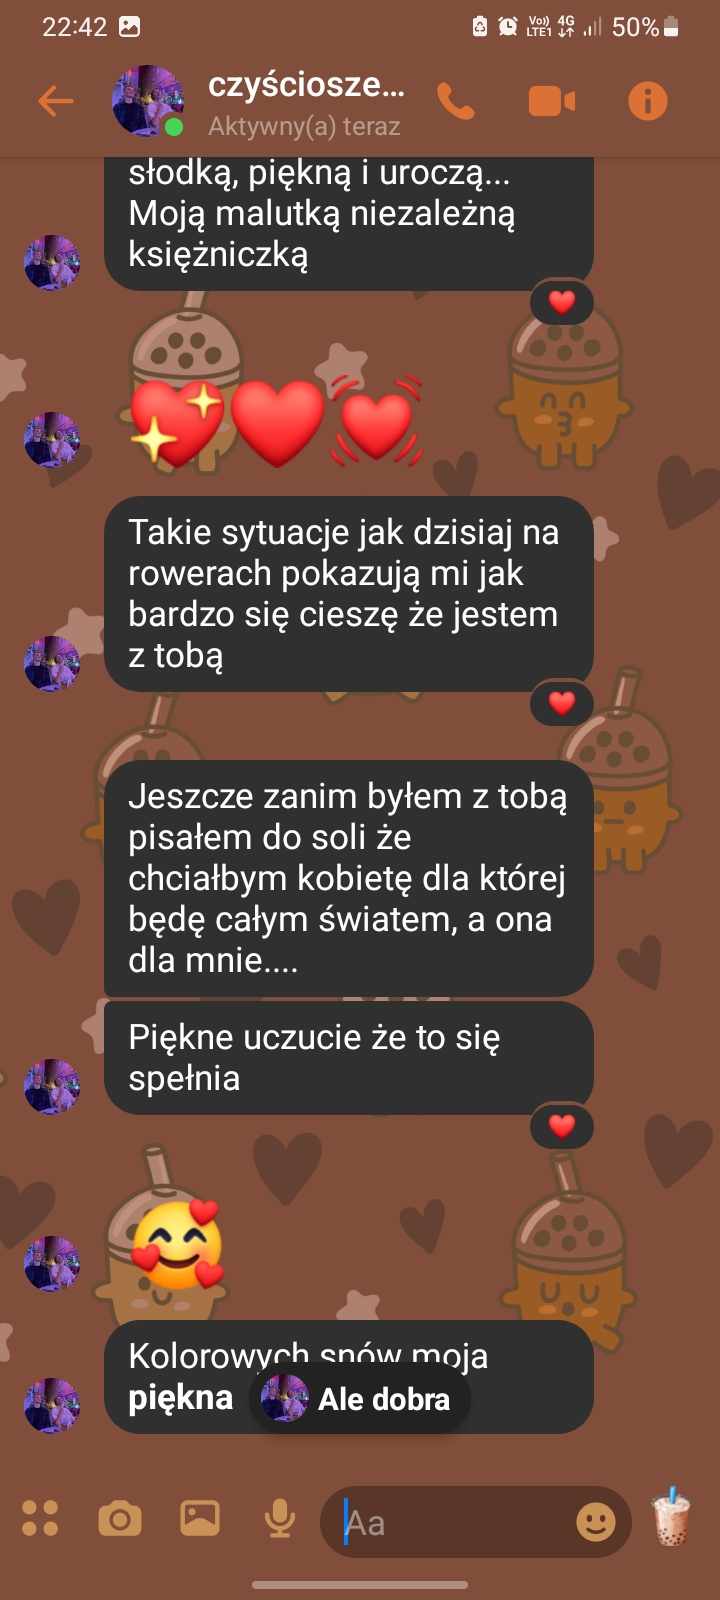 22:42
Vo)) 4G
LTE1
50%
czyściosze...
Aktywny(a) teraz
słodką, piękną i uroczą...
Moją malutką niezależną
księżniczką
Takie sytuacje jak dzisiaj na
rowerach pokazują mi jak
bardzo się cieszę że jestem
z tobą
Jeszcze zanim byłem z tobą
pisałem do soli że
chciałbym kobietę dla której
będę całym światem, a ona
dla mnie....
Piękne uczucie że to się
spełnia
Kolorowych snów moja
piękna
Ale dobra
Aa